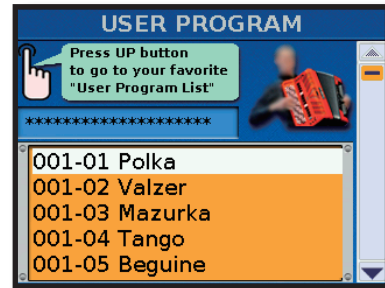 USER PROGRAM
Press UP button
to go to your favorite
"User Program List"
********************
001-01 Polka
001-02 Valzer
001-03 Mazurka
001-04 Tango
001-05 Beguine